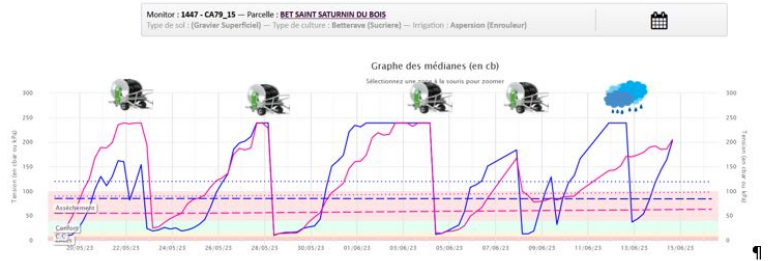 Monitor : 1447 - CA79_15 — Parcelle : BET SAINT SATURNIN DU BOIS
Type de sol : (Gravier Superficiel) — Type de culture : Betterave (Sucriere) — Irrigation : Aspersion (Enrouleur)
Graphe des médianes (en cb)
Sélectionnez une zone à la souris pour zoomer
300 300
250 250
200 200
150 150
100 100
50 50
0 0
Tension (en cbar ou kPa)
Tension (en cbar ou kPa)
Asséchement
Confort
C.C
20/05/23 22/05/23 24/05/23 26/05/23 28/05/23 30/05/23 01/06/23 03/06/23 05/06/23 07/06/23 09/06/23 11/06/23 13/06/23 15/06/23
¶